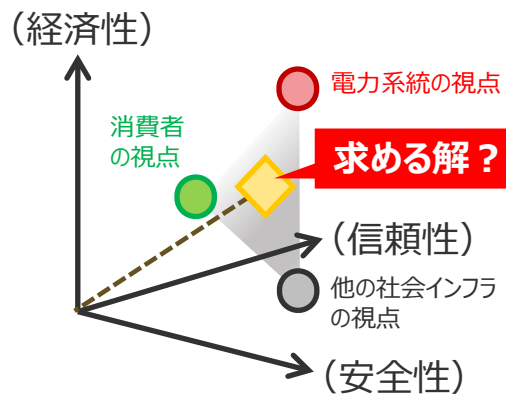 （経済性）
電力系統の視点
消費者
の視点
求める解？
（信頼性）
他の社会インフラ
の視点
（安全性）